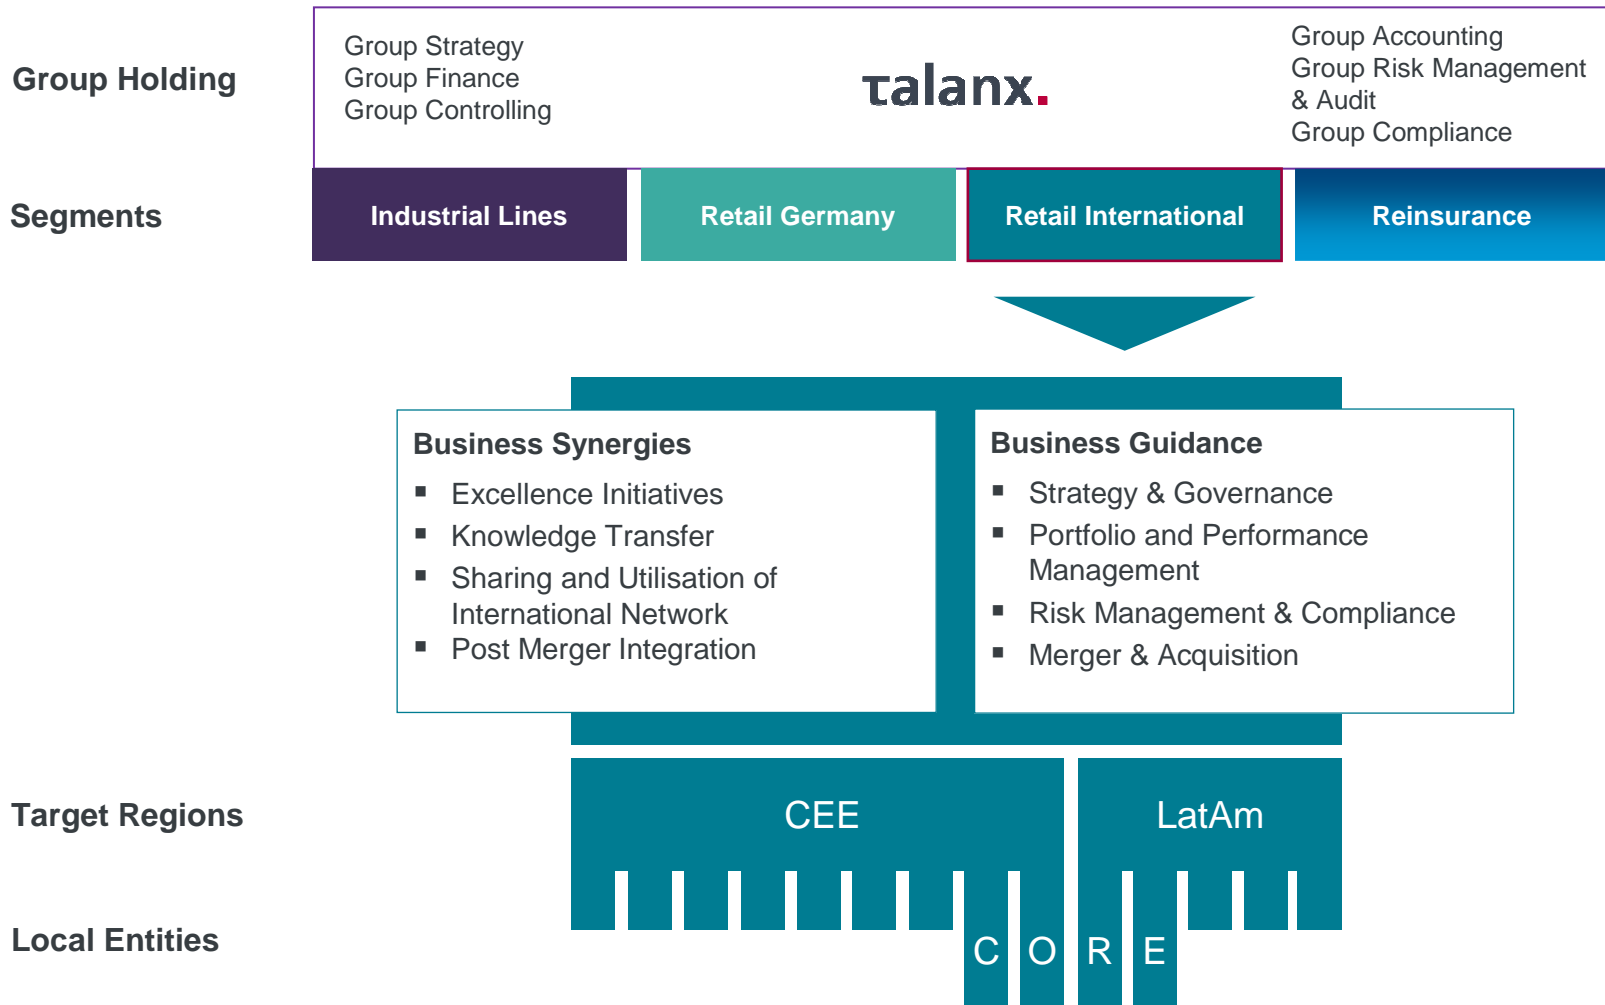 Group Holding
Group Strategy
Group Finance
Group Controlling
талanx.
Group Accounting
Group Risk Management
& Audit
Group Compliance
Segments
Industrial Lines
Retail Germany
Retail International
Reinsurance
Business Synergies
▪ Excellence Initiatives
▪ Knowledge Transfer
▪ Sharing and Utilisation of
International Network
▪ Post Merger Integration
Business Guidance
▪ Strategy & Governance
▪ Portfolio and Performance
Management
▪ Risk Management & Compliance
▪ Merger & Acquisition
Target Regions
CEE
LatAm
Local Entities
C O R E